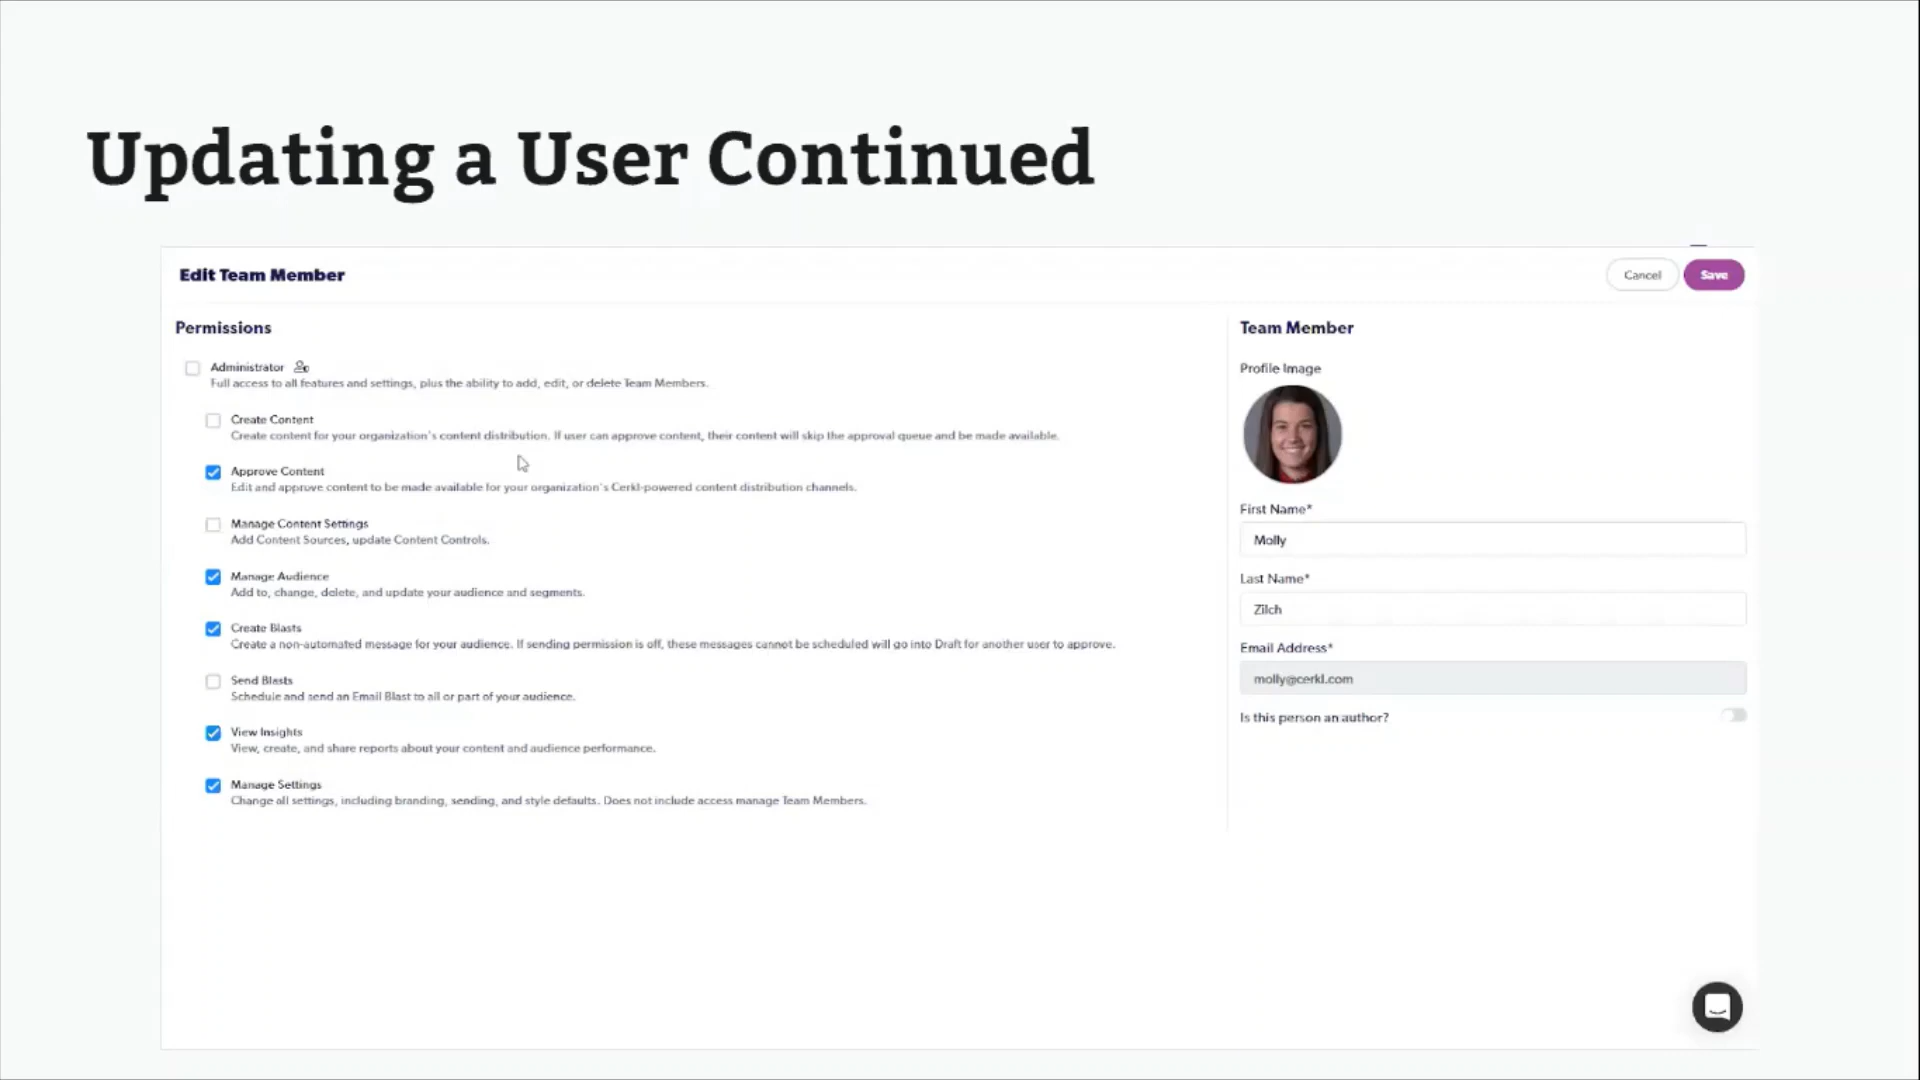 Updating a User Continued
Edit Team Member
Cancel
Save
Permissions
Administrator
Full access to all features and settings, plus the ability to add, edit, or delete Team Members.
Create Content
Create content for your organization's content distribution. If user can approve content, their content will skip the approval queue and be made available.
Approve Content
Edit and approve content to be made available for your organization's Cerkl-powered content distribution channels.
Manage Content Settings
Add Content Sources, update Content Controls.
Manage Audience
Add to, change, delete, and update your audience and segments.
Create Blasts
Create a non-automated message for your audience. If sending permission is off, these messages cannot be scheduled will go into Draft for another user to approve.
Send Blasts
Schedule and send an Email Blast to all or part of your audience.
View Insights
View, create, and share reports about your content and audience performance.
Manage Settings
Change all settings, including branding, sending, and style defaults. Does not include access manage Team Members.
Team Member
Profile Image
First Name*
Molly
Last Name*
Zilch
Email Address*
molly@cerkl.com
Is this person an author?